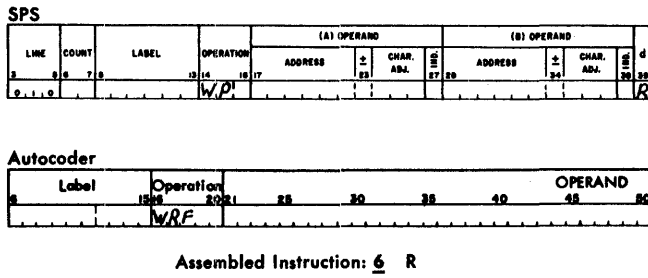 SPS
(A) OPERAND (B) OPERAND
LINE COUNT LABEL OPERATION ADDRESS ± CHAR. ADJ. IND. ADDRESS ± CHAR. ADJ. IND. d
3 5 6 7 8 13 14 16 17 23 27 28 34 38 39
0 1 0 W P R
Autocoder
Label Operation OPERAND
6 15 16 20 21 25 30 35 40 45 50
W R F
Assembled Instruction: 6 R